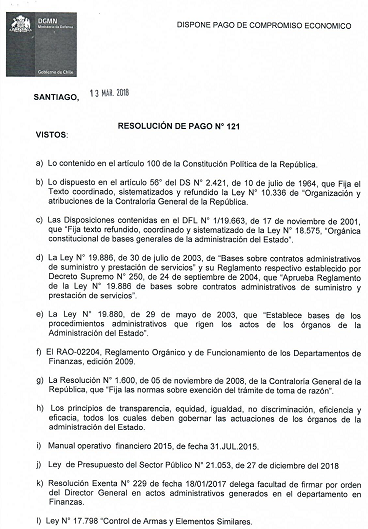 DGMN
Ministerio de Defensa
Gobierno de Chile
DISPONE PAGO DE COMPROMISO ECONOMICO
SANTIAGO, 13 MAR. 2018
RESOLUCIÓN DE PAGO N° 121
VISTOS:
a) Lo contenido en el artículo 100 de la Constitución Política de la República.
b) Lo dispuesto en el artículo 56° del DS N° 2.421, de 10 de julio de 1964, que Fija el
Texto coordinado, sistematizados y refundido la Ley N° 10.336 de "Organización y
atribuciones de la Contraloría General de la República.
c) Las Disposiciones contenidas en el DFL N° 1/19.663, de 17 de noviembre de 2001,
que "Fija texto refundido, coordinado y sistematizado de la Ley N° 18.575, "Orgánica
constitucional de bases generales de la administración del Estado".
d) La Ley N° 19.886, de 30 de julio de 2003, de "Bases sobre contratos administrativos
de suministro y prestación de servicios" y su Reglamento respectivo establecido por
Decreto Supremo N° 250, de 24 de septiembre de 2004, que "Aprueba Reglamento
de la Ley N° 19.886 de bases sobre contratos administrativos de suministro y
prestación de servicios".
e) La Ley N° 19.880, de 29 de mayo de 2003, que "Establece bases de los
procedimientos administrativos que rigen los actos de los órganos de la
Administración del Estado".
f) El RAO-02204, Reglamento Orgánico y de Funcionamiento de los Departamentos de
Finanzas, edición 2009.
g) La Resolución N° 1.600, de 05 de noviembre de 2008, de la Contraloría General de la
República, que "Fija las normas sobre exención del trámite de toma de razón".
h) Los principios de transparencia, equidad, igualdad, no discriminación, eficiencia y
eficacia, todos los cuales deben gobernar las actuaciones de los órganos de la
administración del Estado.
i) Manual operativo financiero 2015, de fecha 31.JUL.2015.
j) Ley de Presupuesto del Sector Público N° 21.053, de 27 de diciembre del 2018
k) Resolución Exenta N° 229 de fecha 18/01/2017 delega facultad de firmar por orden
del Director General en actos administrativos generados en el departamento en
Finanzas.
l) Ley N° 17.798 "Control de Armas y Elementos Similares.